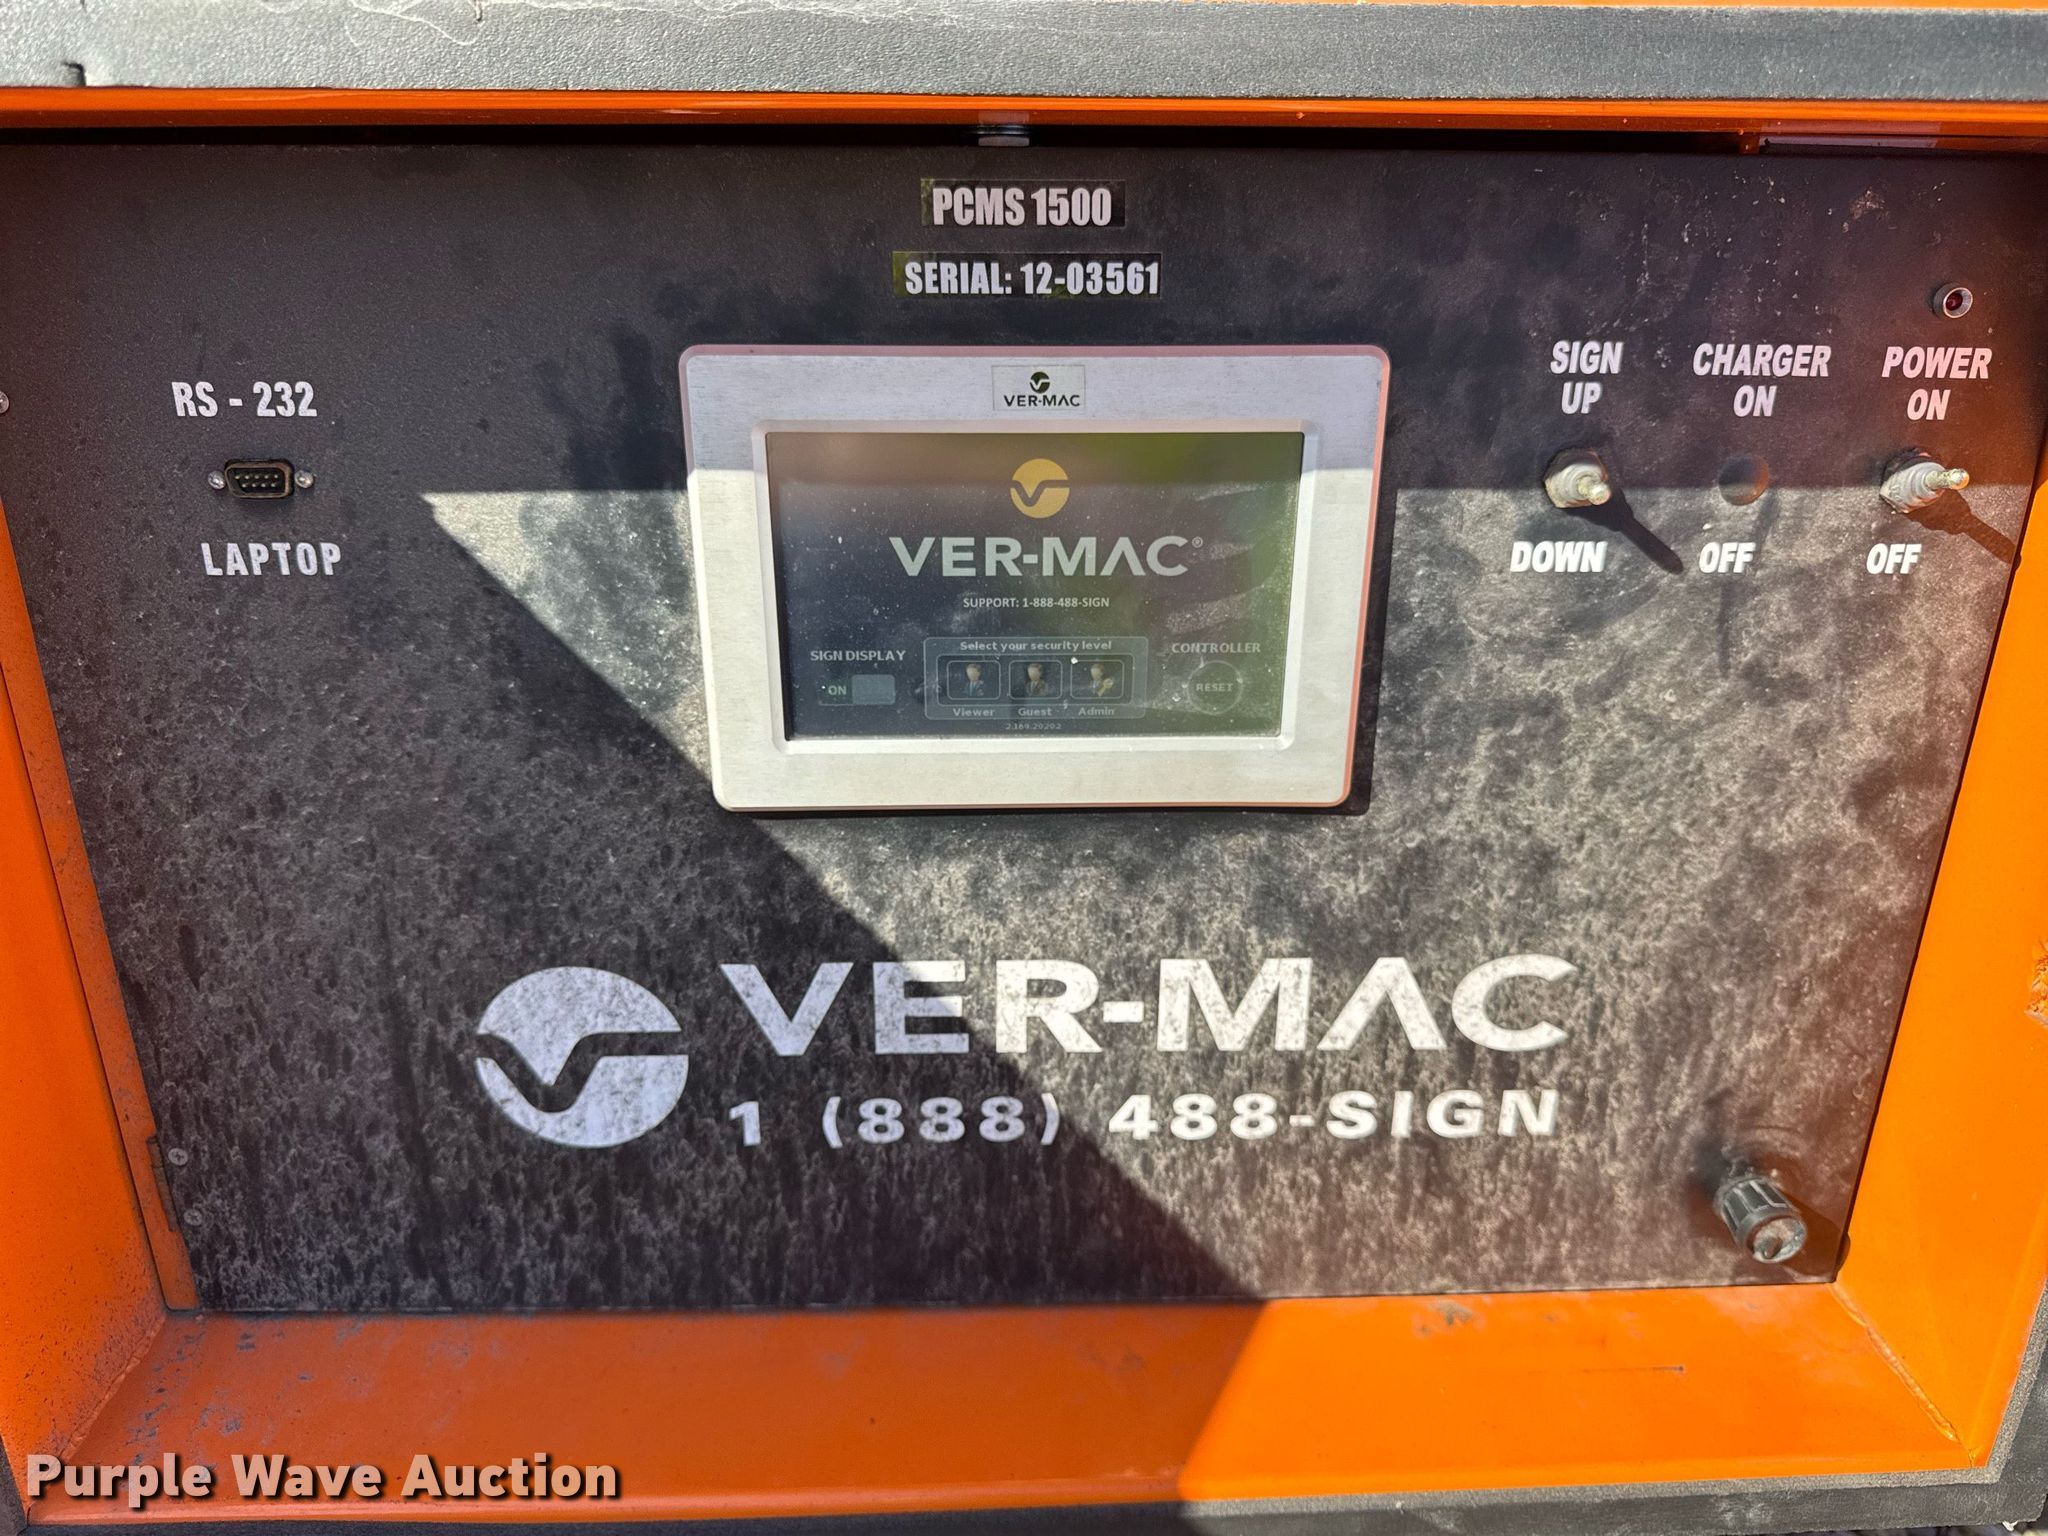 PCMS 1500
SERIAL: 12-03561
RS - 232
LAPTOP
VER-MAC
VER-MAC®
SUPPORT: 1-888-488-SIGN
SIGN DISPLAY
ON
Select your security level
Viewer Guest Admin
CONTROLLER
RESET
SIGN
UP
DOWN
CHARGER
ON
OFF
POWER
ON
OFF
VER-MAC
1 (888) 488-SIGN
Purple Wave Auction